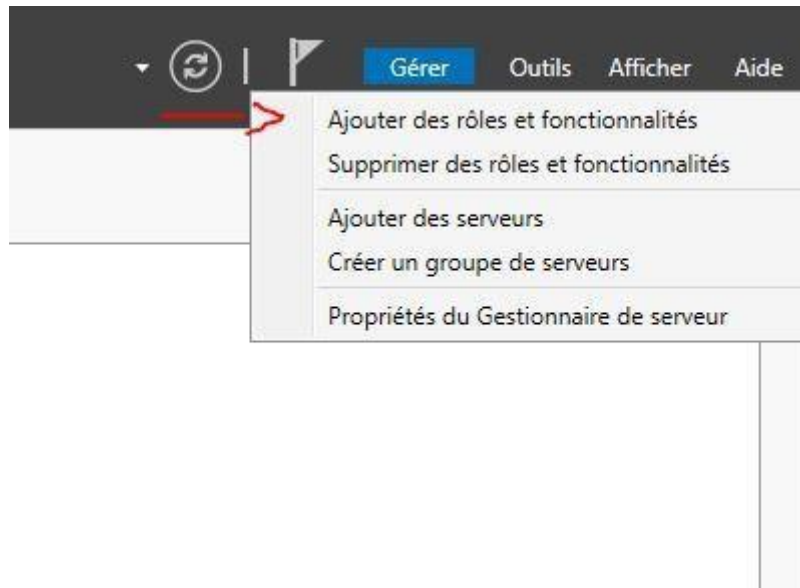 Gérer Outils Afficher Aide
Ajouter des rôles et fonctionnalités
Supprimer des rôles et fonctionnalités
Ajouter des serveurs
Créer un groupe de serveurs
Propriétés du Gestionnaire de serveur